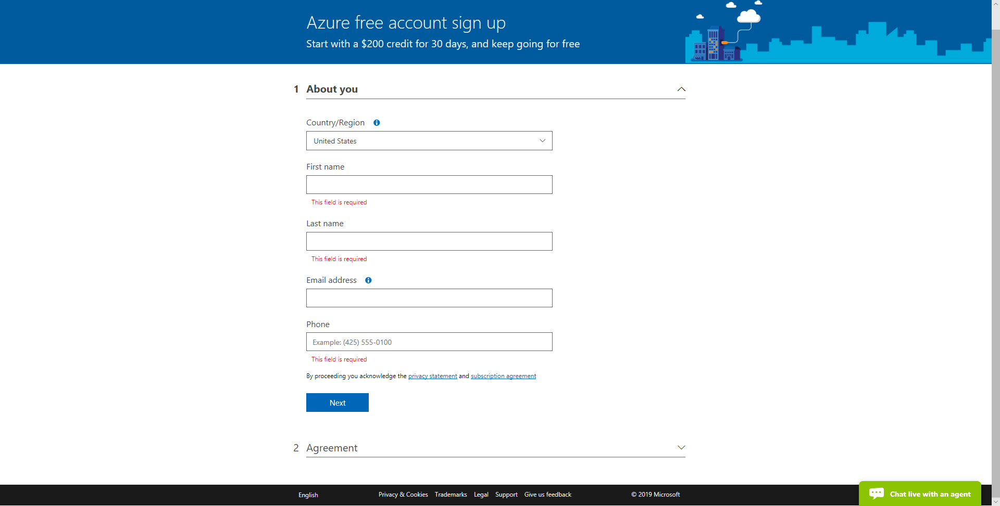 Azure free account sign up
Start with a $200 credit for 30 days, and keep going for free
1 About you
Country/Region
United States
First name
This field is required
Last name
This field is required
Email address
Phone
Example: (425) 555-0100
This field is required
By proceeding you acknowledge the privacy statement and subscription agreement
Next
2 Agreement
English Privacy & Cookies Trademarks Legal Support Give us feedback © 2019 Microsoft
Chat live with an agent